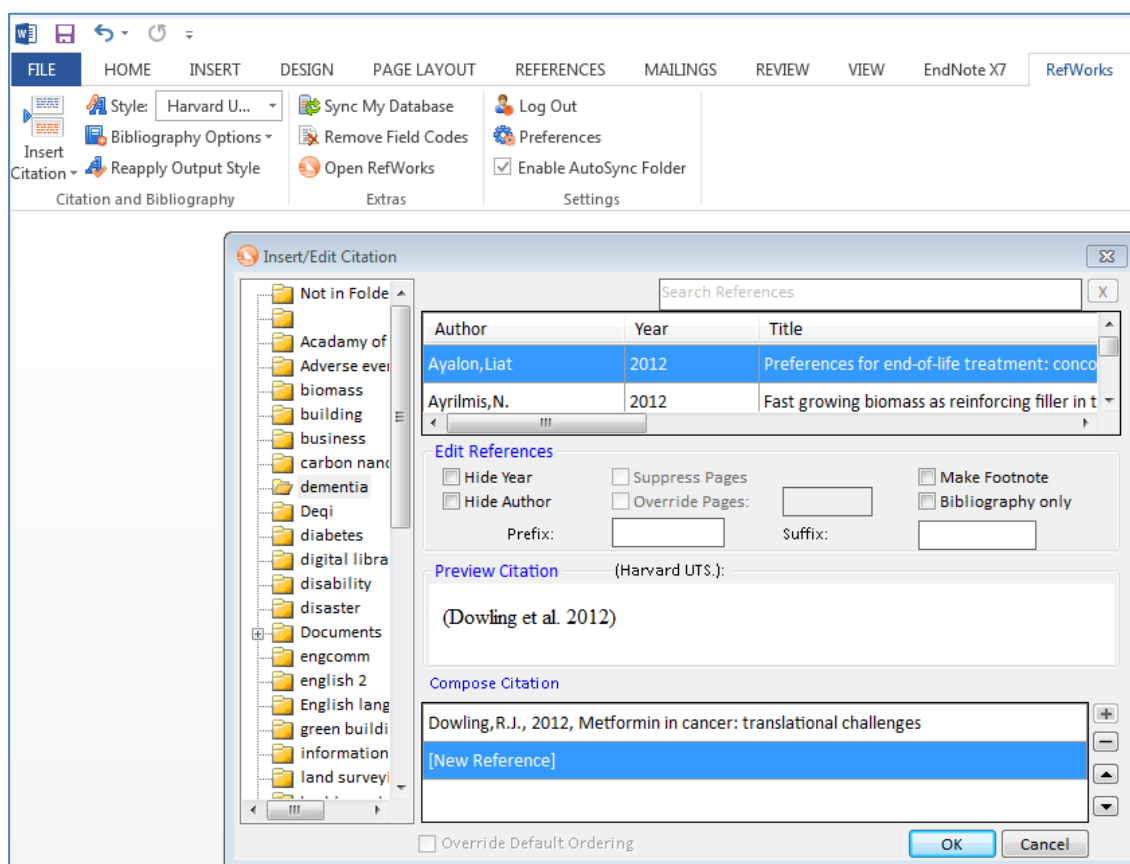 FILE HOME INSERT DESIGN PAGE LAYOUT REFERENCES MAILINGS REVIEW VIEW EndNote X7 RefWorks
Insert Citation
Style: Harvard U...
Bibliography Options
Reapply Output Style
Citation and Bibliography
Sync My Database
Remove Field Codes
Open RefWorks
Extras
Log Out
Preferences
Enable AutoSync Folder
Settings
Insert/Edit Citation
Not in Folde
Acadamy of
Adverse ever
biomass
building
business
carbon nano
dementia
Deqi
diabetes
digital libra
disability
disaster
Documents
engcomm
english 2
English lang
green buildi
information
land surveyi
Search References
X
Author Year Title
Ayalon,Liat 2012 Preferences for end-of-life treatment: conco
Ayrilmis,N. 2012 Fast growing biomass as reinforcing filler in t
Edit References
Hide Year Suppress Pages Make Footnote
Hide Author Override Pages: Bibliography only
Prefix: Suffix:
Preview Citation (Harvard UTS.):
(Dowling et al. 2012)
Compose Citation
Dowling,R.J., 2012, Metformin in cancer: translational challenges
[New Reference]
Override Default Ordering
OK Cancel